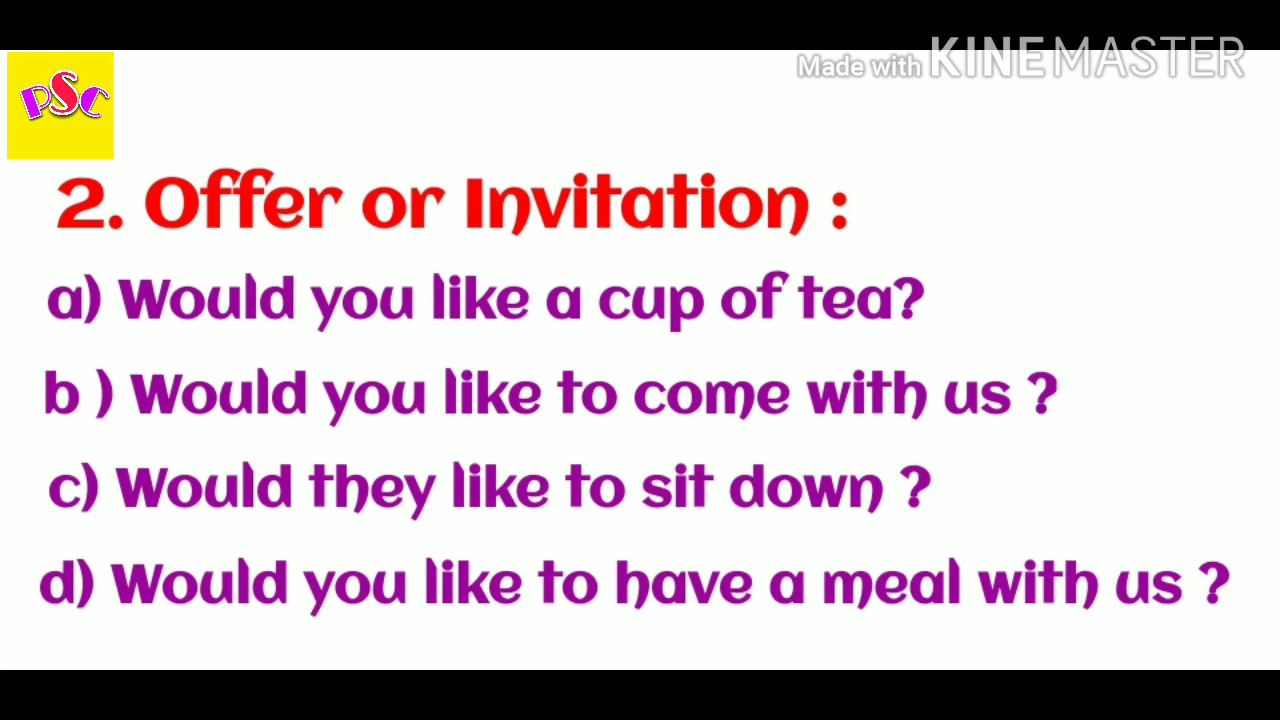 Made with KINEMASTER
PSC
2. Offer or Invitation :
a) Would you like a cup of tea?
b ) Would you like to come with us ?
c) Would they like to sit down ?
d) Would you like to have a meal with us ?